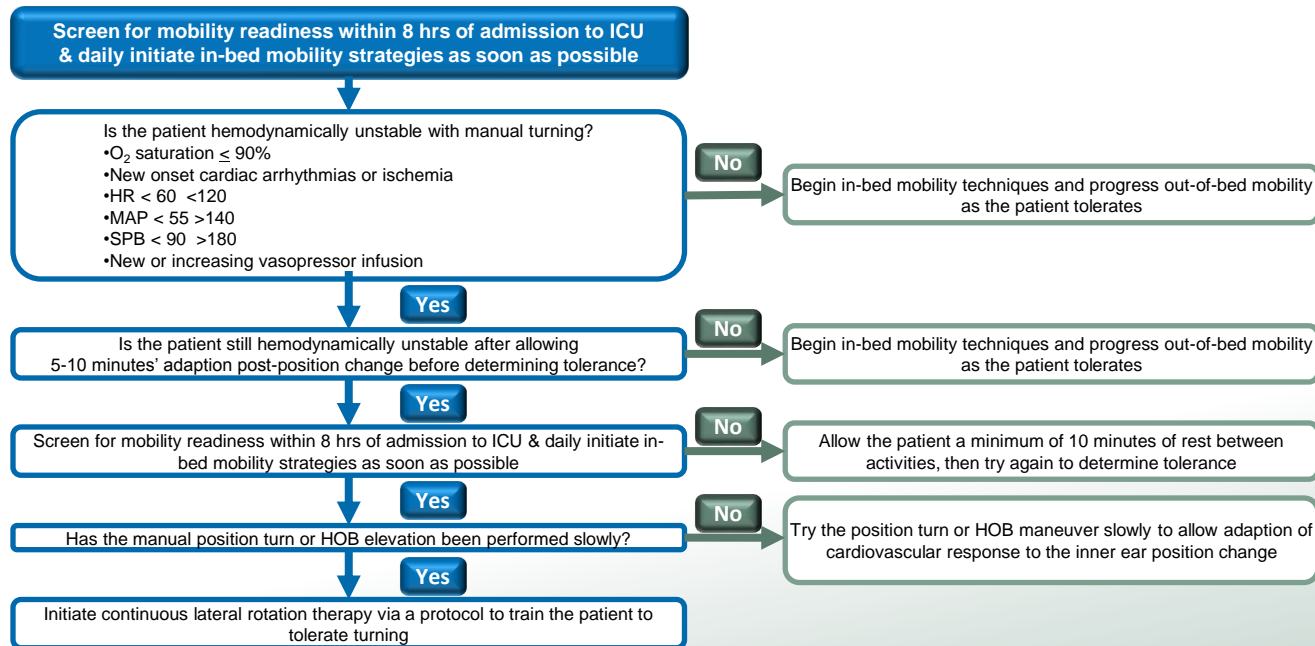 Screen for mobility readiness within 8 hrs of admission to ICU
& daily initiate in-bed mobility strategies as soon as possible
Is the patient hemodynamically unstable with manual turning?
•O2 saturation < 90%
•New onset cardiac arrhythmias or ischemia
•HR < 60 <120
•MAP < 55 >140
•SPB < 90 >180
•New or increasing vasopressor infusion
No
Begin in-bed mobility techniques and progress out-of-bed mobility
as the patient tolerates
Yes
Is the patient still hemodynamically unstable after allowing
5-10 minutes' adaption post-position change before determining tolerance?
No
Begin in-bed mobility techniques and progress out-of-bed mobility
as the patient tolerates
Yes
Screen for mobility readiness within 8 hrs of admission to ICU & daily initiate in-
bed mobility strategies as soon as possible
No
Allow the patient a minimum of 10 minutes of rest between
activities, then try again to determine tolerance
Yes
Has the manual position turn or HOB elevation been performed slowly?
No
Try the position turn or HOB maneuver slowly to allow adaption of
cardiovascular response to the inner ear position change
Yes
Initiate continuous lateral rotation therapy via a protocol to train the patient to
tolerate turning